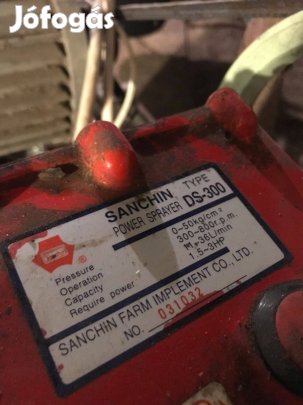 Jófogás
SANCHIN TYPE
POWER SPRAYER DS-300
Pressure 0~50kg/cm²
Operation 300~800r.p.m.
Capacity 36L/min
Require power 1.5~3HP
SANCHIN FARM IMPLEMENT CO., LTD.
NO. 031032